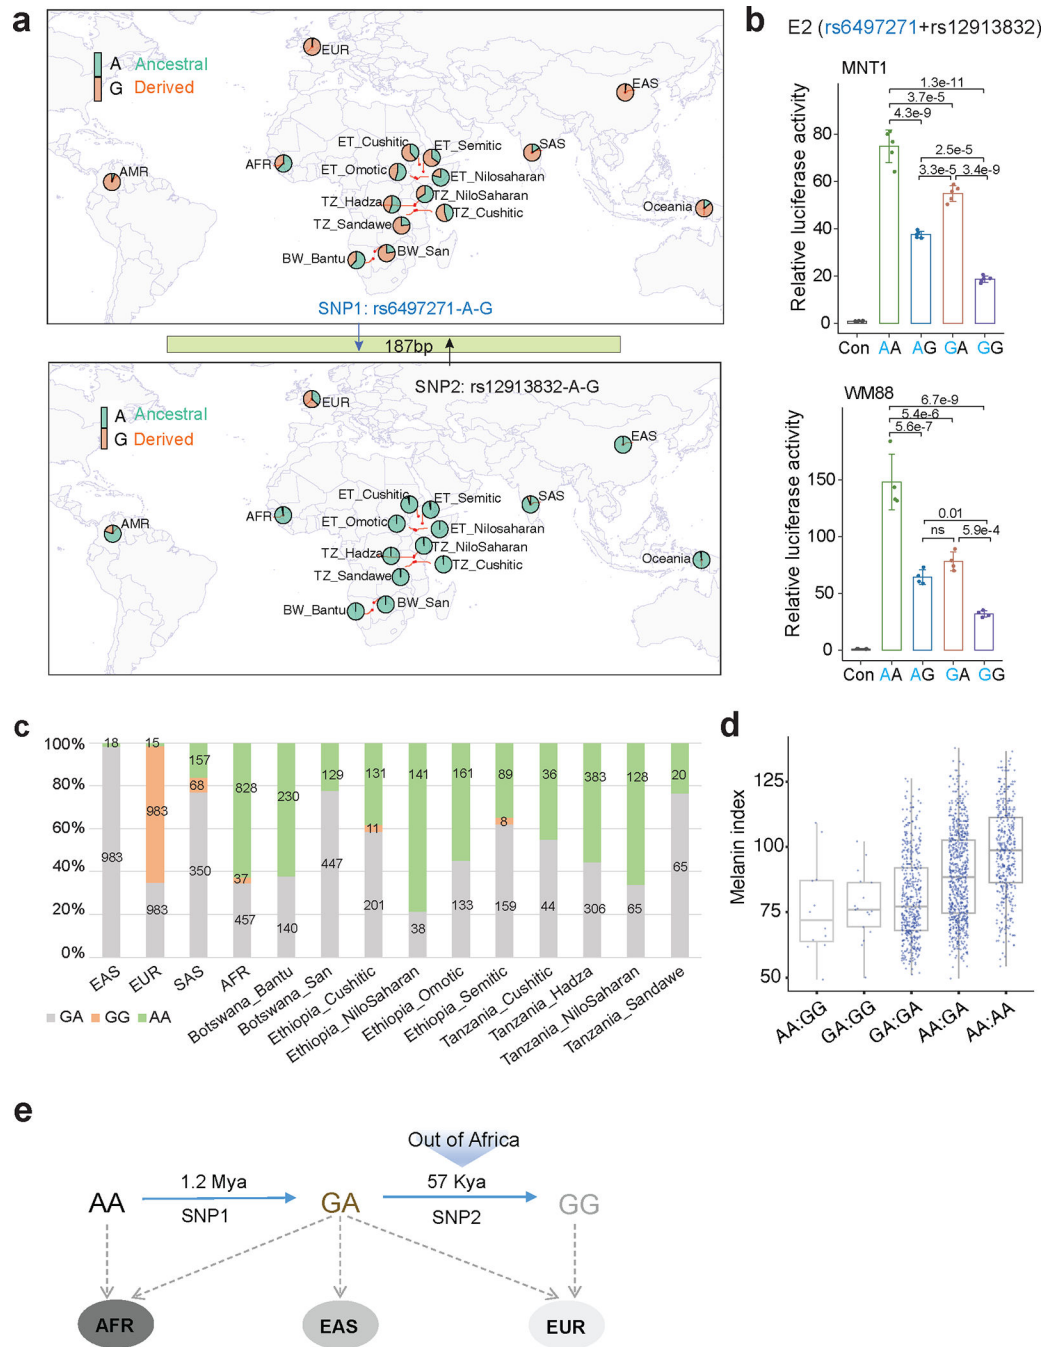 a
A Ancestral
G Derived
EUR
EAS
ET_Cushitic
ET_Semitic
SAS
AFR
ET_Omotic
ET_Nilosaharan
AMR
TZ_NiloSaharan
TZ_Hadza
TZ_Cushitic
Oceania
TZ_Sandawe
BW_San
BW_Bantu
SNP1: rs6497271-A-G
187bp
SNP2: rs12913832-A-G
A Ancestral
G Derived
EUR
EAS
ET_Cushitic
ET_Semitic
SAS
AFR
ET_Omotic
ET_Nilosaharan
AMR
TZ_NiloSaharan
TZ_Hadza
TZ_Cushitic
Oceania
TZ_Sandawe
BW_San
BW_Bantu
b
E2 (rs6497271+rs12913832)
MNT1
Relative luciferase activity
1.3e-11
3.7e-5
4.3e-9
2.5e-5
3.3e-5 3.4e-9
80
60
40
20
0
Con AA AG GA GG
WM88
Relative luciferase activity
6.7e-9
5.4e-6
5.6e-7
0.01
ns 5.9e-4
150
100
50
0
Con AA AG GA GG
c
100%
80%
60%
40%
20%
0%
18 15 157 828 230 129 131 141 161 89 36 383 128 20
983 68 37 11 8
983 983 350 457 140 447 201 38 133 159 44 306 65 65
EAS
EUR
SAS
AFR
Botswana_Bantu
Botswana_San
Ethiopia_Cushitic
Ethiopia_NiloSaharan
Ethiopia_Omotic
Ethiopia_Semitic
Tanzania_Cushitic
Tanzania_Hadza
Tanzania_NiloSaharan
Tanzania_Sandawe
GA GG AA
d
Melanin index
125
100
75
50
AA:GG
GA:GG
GA:GA
AA:GA
AA:AA
e
Out of Africa
1.2 Mya 57 Kya
AA GA GG
SNP1 SNP2
AFR EAS EUR